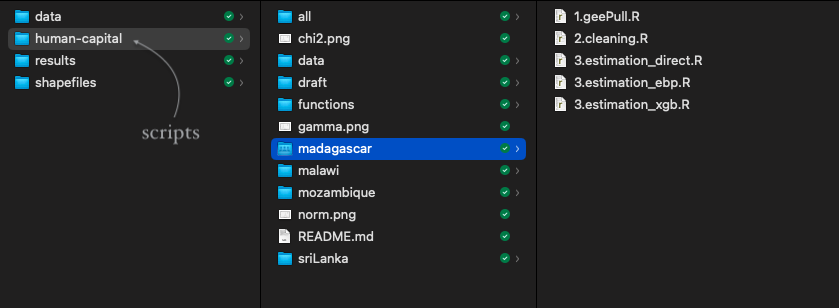 data
human-capital
results
shapefiles
scripts
all
chi2.png
data
draft
functions
gamma.png
madagascar
malawi
mozambique
norm.png
README.md
sriLanka
1.geePull.R
2.cleaning.R
3.estimation_direct.R
3.estimation_ebp.R
3.estimation_xgb.R